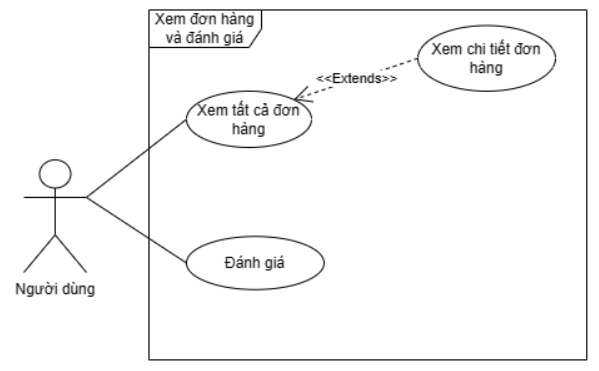 Xem đơn hàng
và đánh giá
Xem chi tiết đơn
hàng
<<Extends>>
Xem tất cả đơn
hàng
Đánh giá
Người dùng